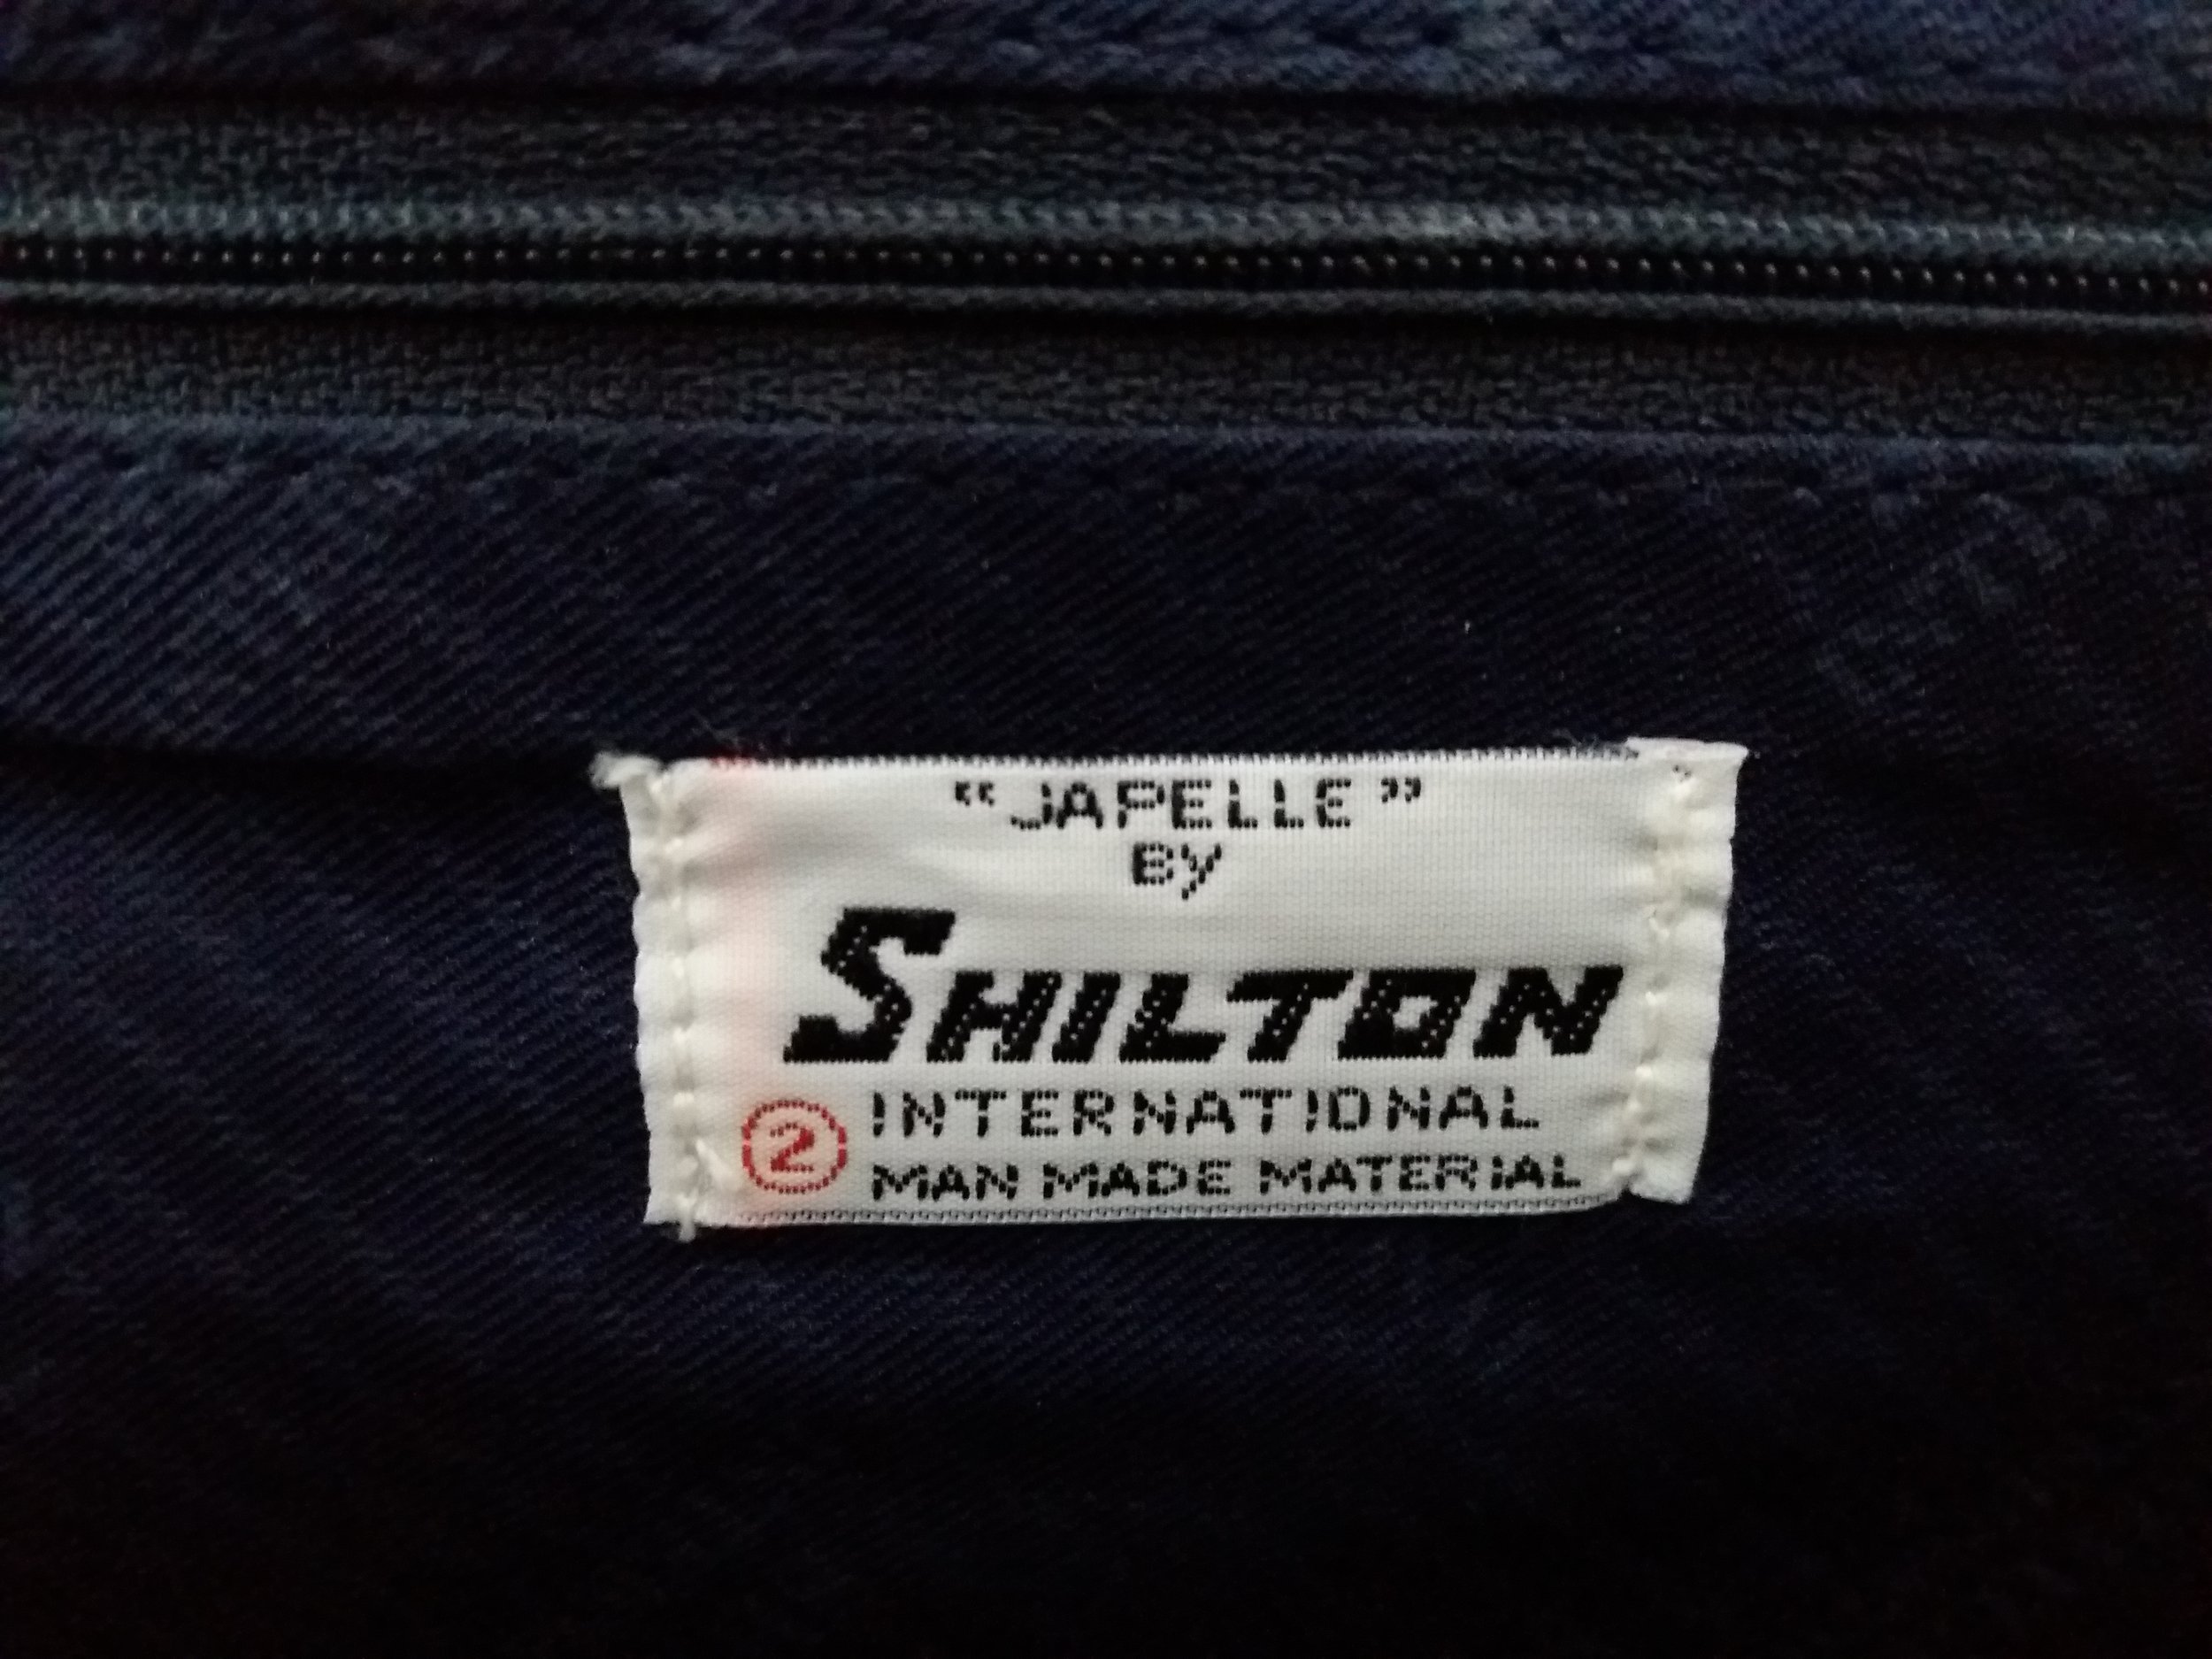 "JAPELLE"
By
SHILTON
INTERNATIONAL
② MAN MADE MATERIAL